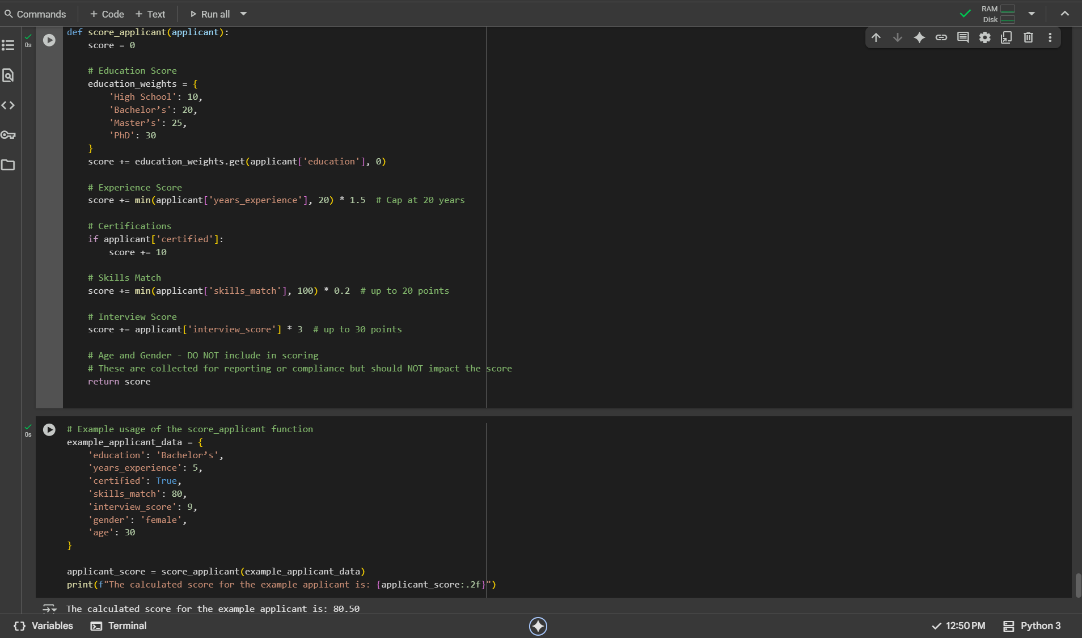 Commands + Code + Text Run all RAM Disk
def score_applicant(applicant):
score = 0
# Education Score
education_weights = {
'High School': 10,
'Bachelor’s': 20,
'Master’s': 25,
'PhD': 30
}
score += education_weights.get(applicant['education'], 0)
# Experience Score
score += min(applicant['years_experience'], 20) * 1.5 # Cap at 20 years
# Certifications
if applicant['certified']:
score += 10
# Skills Match
score += min(applicant['skills_match'], 100) * 0.2 # up to 20 points
# Interview Score
score += applicant['interview_score'] * 3 # up to 30 points
# Age and Gender - DO NOT include in scoring
# These are collected for reporting or compliance but should NOT impact the score
return score
0s
0s
# Example usage of the score_applicant function
example_applicant_data = {
'education': 'Bachelor’s',
'years_experience': 5,
'certified': True,
'skills_match': 80,
'interview_score': 9,
'gender': 'female',
'age': 30
}
applicant_score = score_applicant(example_applicant_data)
print(f"The calculated score for the example applicant is: {applicant_score:.2f}")
The calculated score for the example applicant is: 80.50
{} Variables Terminal 12:50 PM Python 3